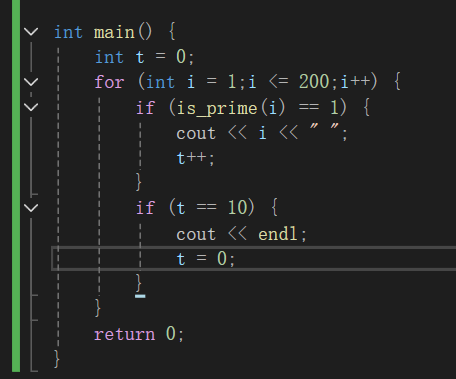 int main() {
    int t = 0;
    for (int i = 1;i <= 200;i++) {
        if (is_prime(i) == 1) {
            cout << i << " ";
            t++;
        }
        if (t == 10) {
            cout << endl;
            t = 0;
        }
    }
    return 0;
}